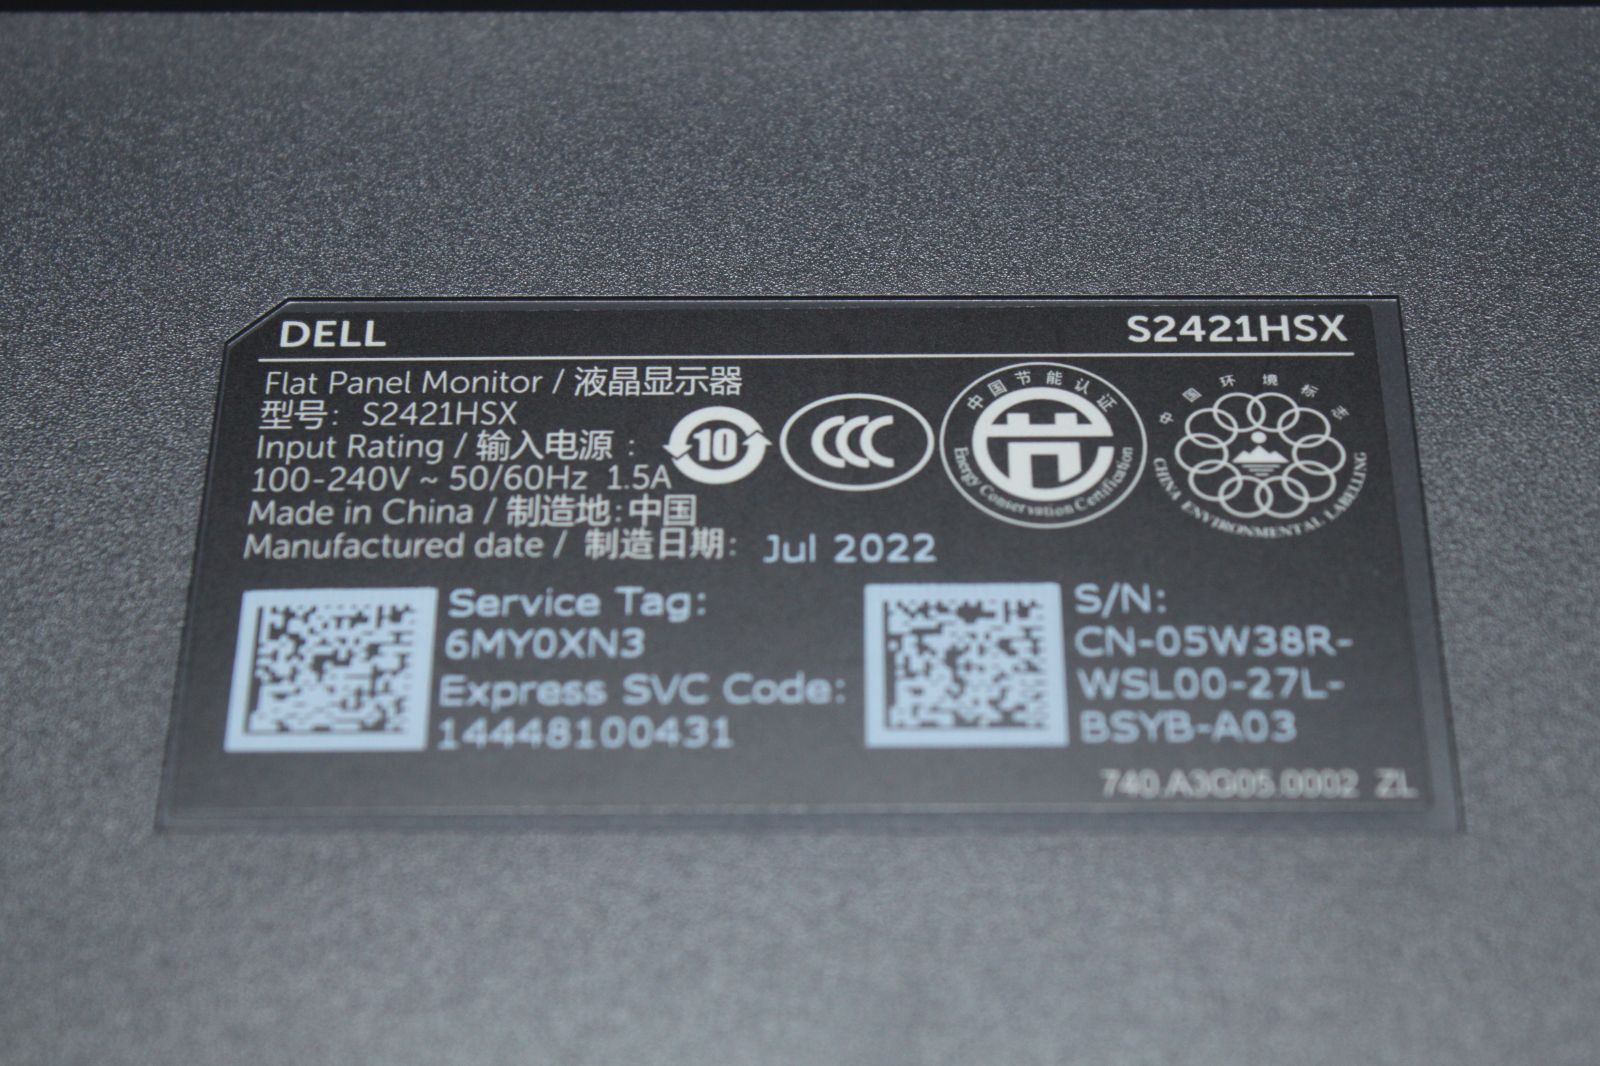 DELL S2421HSX
Flat Panel Monitor / 液晶显示器
型号: S2421HSX
Input Rating / 输入电源 :
100-240V ~ 50/60Hz 1.5A
Made in China / 制造地:中国
Manufactured date / 制造日期: Jul 2022
10
CCC
中国节能认证
Energy Conservation Certification
中国环境标志
CHINA ENVIRONMENTAL LABELLING
Service Tag:
6MY0XN3
Express SVC Code:
14448100431
S/N:
CN-05W38R-
WSL00-27L-
BSYB-A03
740.A3G05.0002 ZL